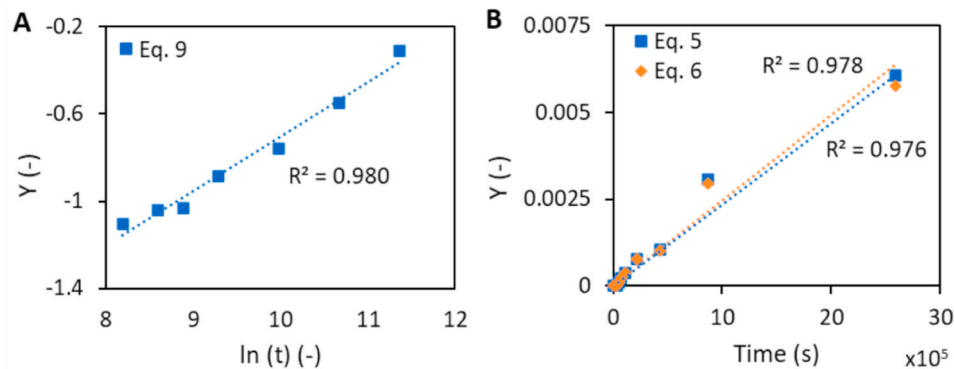 A
-0.2
-0.6
-1
-1.4
Y (-)
Eq. 9
R² = 0.980
8
9
10
11
12
ln (t) (-)
B
0.0075
0.005
0.0025
0
Y (-)
Eq. 5
Eq. 6
R² = 0.978
R² = 0.976
0
10
20
30
Time (s)
x10⁵